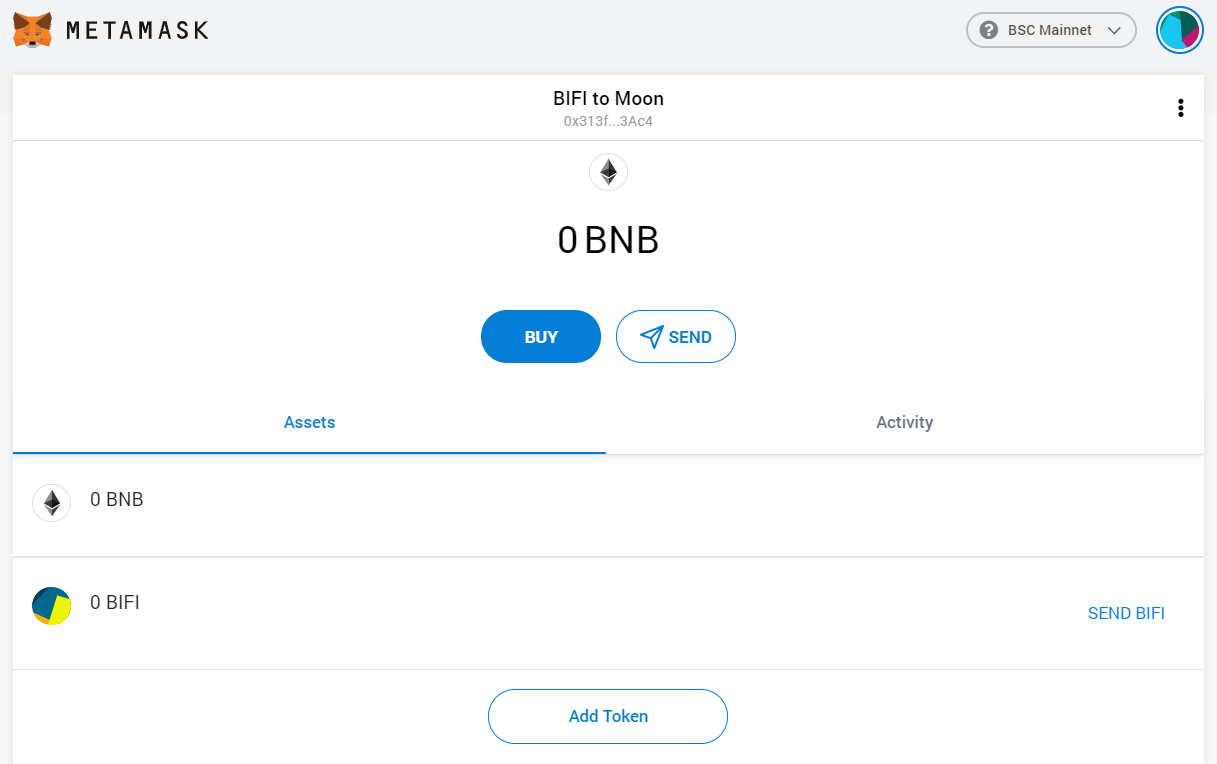 METAMASK
? BSC Mainnet
BIFI to Moon
0x313f...3Ac4
0 BNB
BUY
SEND
Assets
Activity
0 BNB
0 BIFI
SEND BIFI
Add Token